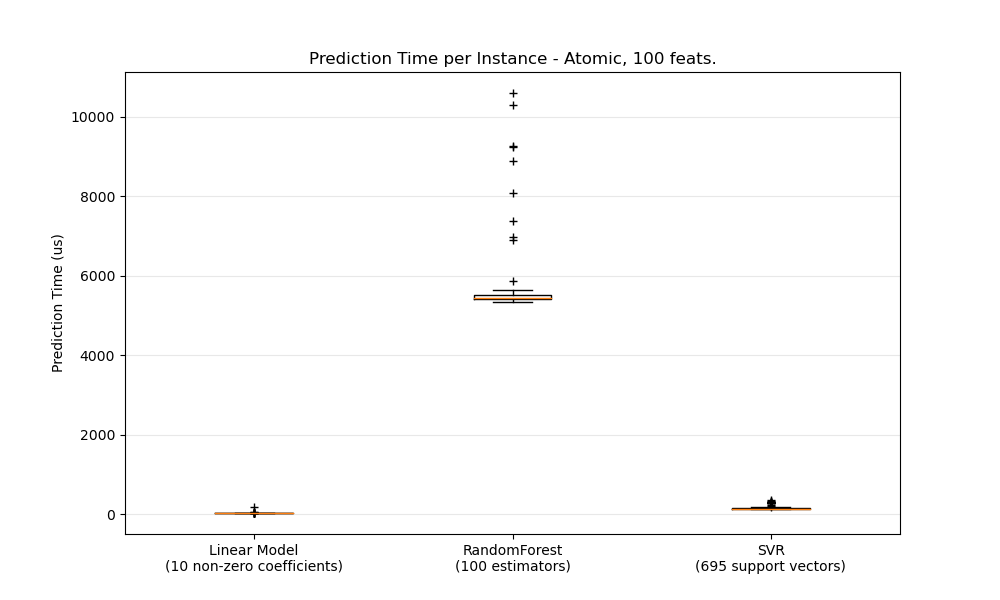 Prediction Time per Instance - Atomic, 100 feats.
Prediction Time (us)
10000
8000
6000
4000
2000
0
Linear Model
(10 non-zero coefficients)
RandomForest
(100 estimators)
SVR
(695 support vectors)